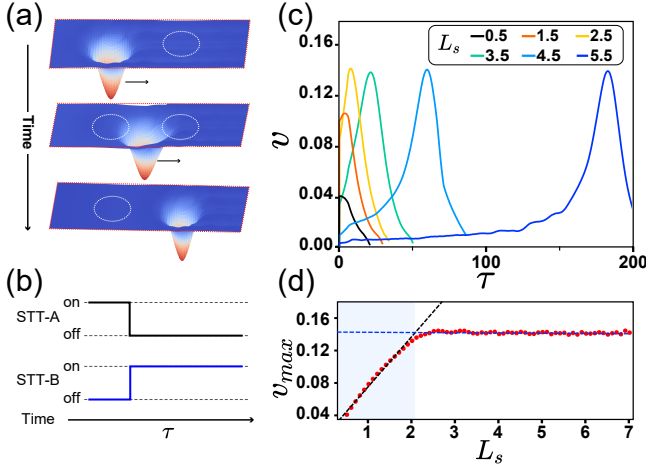 (a)
Time
(b)
STT-A
on
off
STT-B
on
off
Time
τ
(c)
v
0.16
0.12
0.08
0.04
0.00
L_s
0.5
1.5
2.5
3.5
4.5
5.5
0
100
200
τ
(d)
v_max
0.16
0.12
0.08
0.04
1
2
3
4
5
6
7
L_s